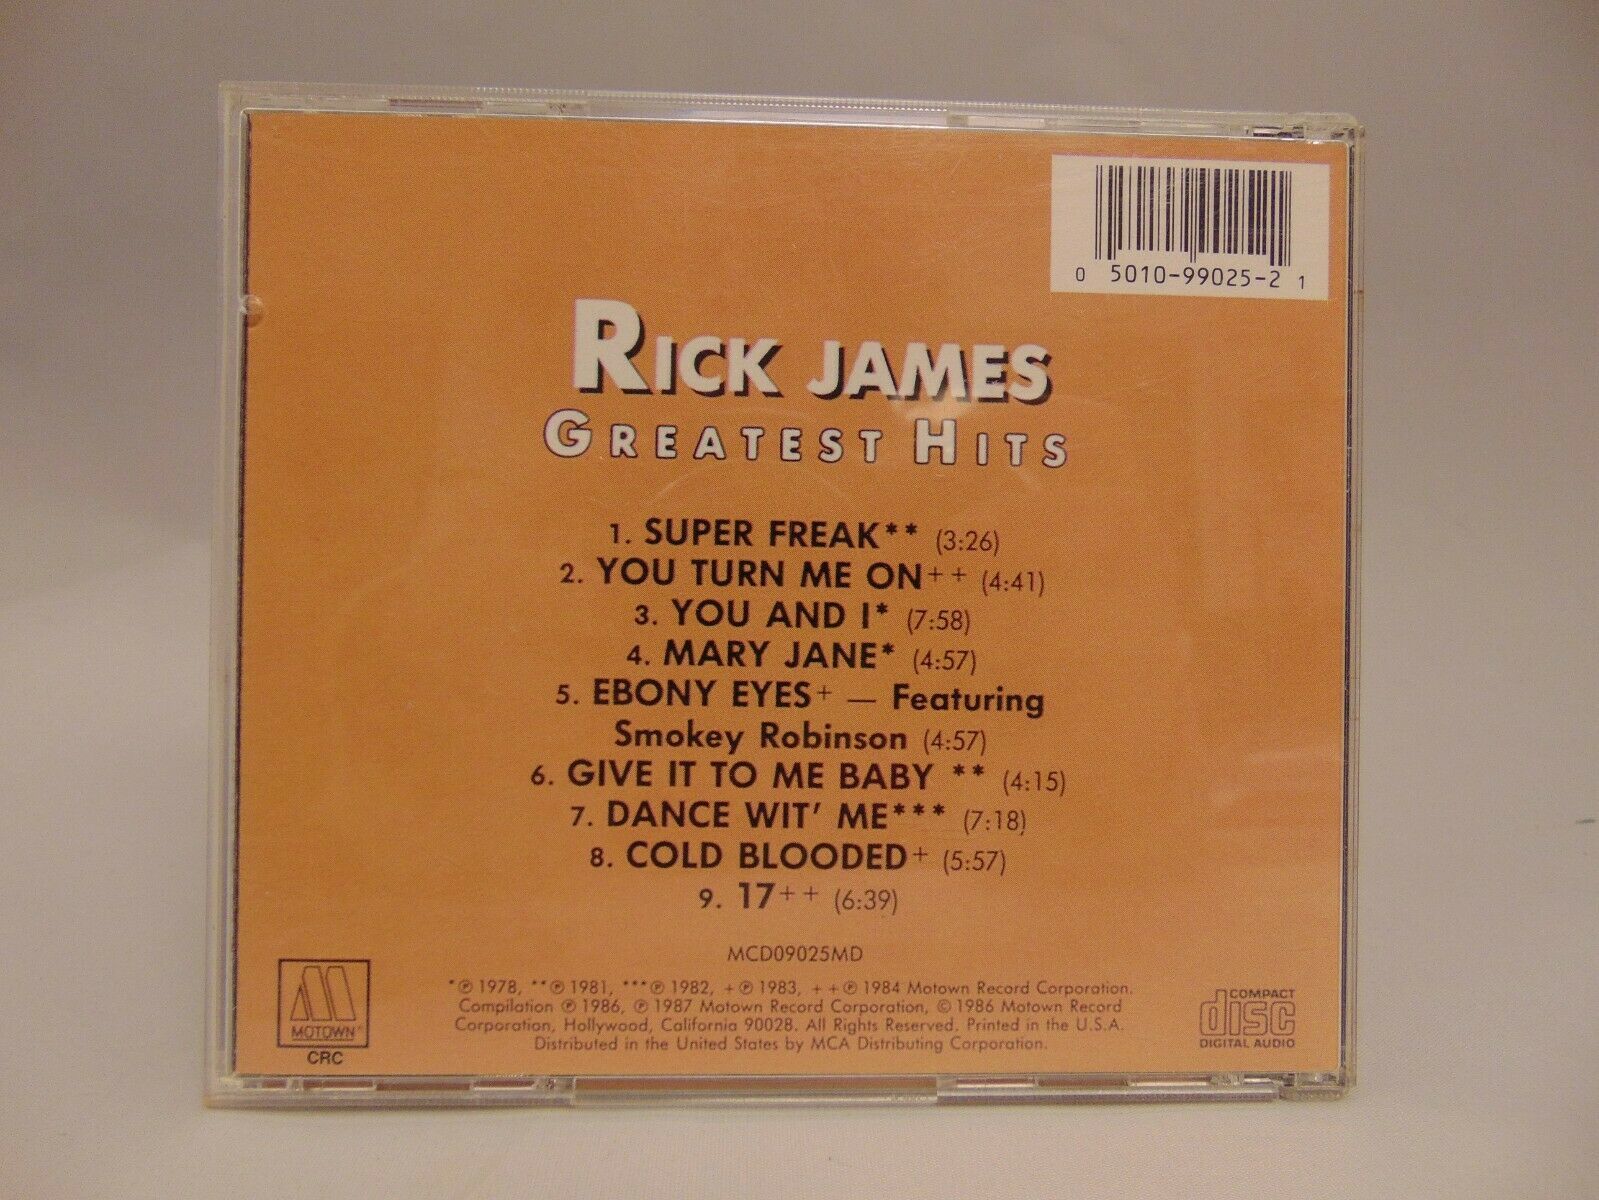 0 5010-99025-2 1
RICK JAMES
GREATEST HITS
1. SUPER FREAK** (3:26)
2. YOU TURN ME ON++ (4:41)
3. YOU AND I* (7:58)
4. MARY JANE* (4:57)
5. EBONY EYES+ — Featuring
Smokey Robinson (4:57)
6. GIVE IT TO ME BABY ** (4:15)
7. DANCE WIT' ME*** (7:18)
8. COLD BLOODED+ (5:57)
9. 17++ (6:39)
MCD09025MD
*℗ 1978, **℗ 1981, ***℗ 1982, +℗ 1983, ++℗ 1984 Motown Record Corporation.
Compilation ℗ 1986, ℗ 1987 Motown Record Corporation, © 1986 Motown Record
Corporation, Hollywood, California 90028. All Rights Reserved. Printed in the U.S.A.
Distributed in the United States by MCA Distributing Corporation.
M
MOTOWN®
CRC
COMPACT
disc
DIGITAL AUDIO